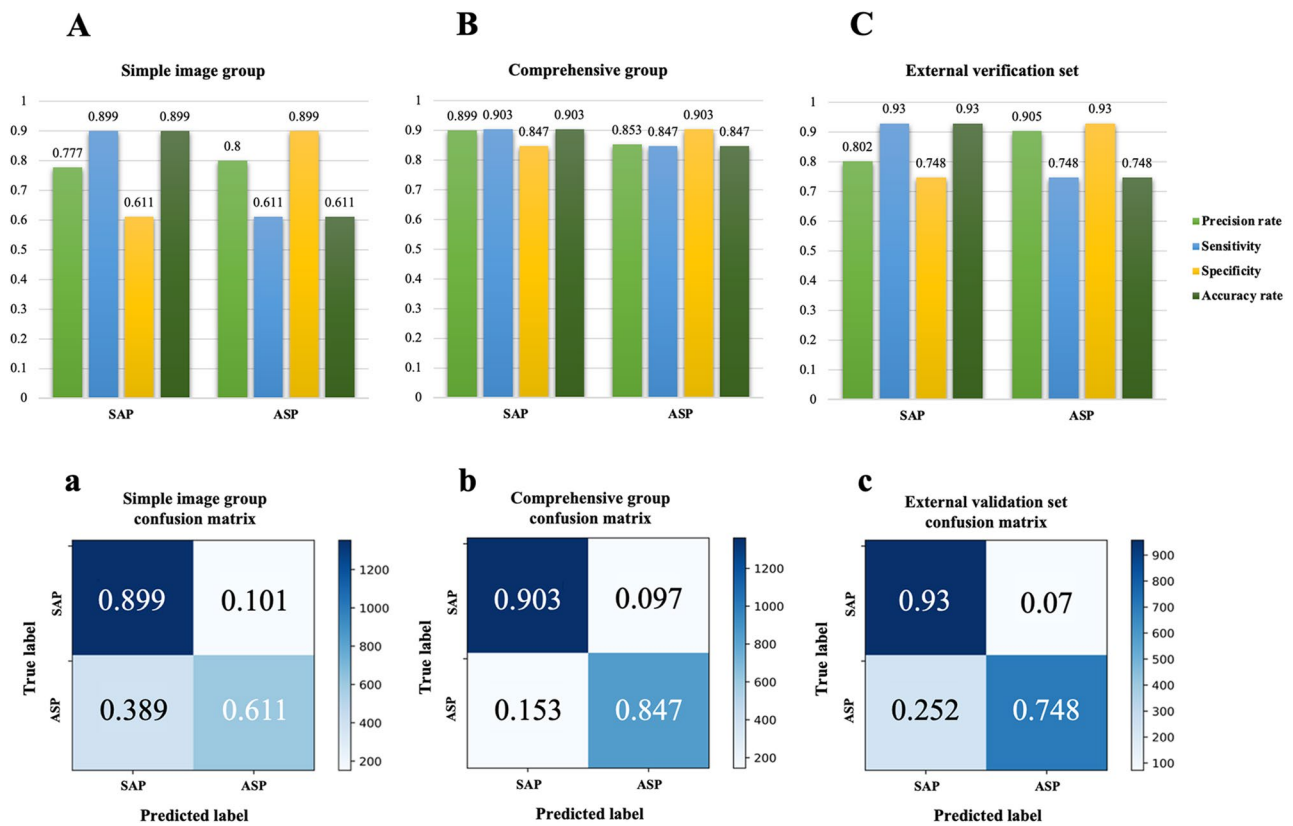 A
B
C
Simple image group
Comprehensive group
External verification set
1
0.9
0.8
0.7
0.6
0.5
0.4
0.3
0.2
0.1
0
0.777
0.899
0.611
0.899
0.8
0.611
0.899
0.611
SAP
ASP
1
0.9
0.8
0.7
0.6
0.5
0.4
0.3
0.2
0.1
0
0.899
0.903
0.847
0.903
0.853
0.847
0.903
0.847
SAP
ASP
1
0.9
0.8
0.7
0.6
0.5
0.4
0.3
0.2
0.1
0
0.802
0.93
0.748
0.93
0.905
0.748
0.93
0.748
SAP
ASP
Precision rate
Sensitivity
Specificity
Accuracy rate
a
Simple image group
confusion matrix
True label
SAP
ASP
0.899
0.101
0.389
0.611
SAP
ASP
Predicted label
1200
1000
800
600
400
200
b
Comprehensive group
confusion matrix
True label
SAP
ASP
0.903
0.097
0.153
0.847
SAP
ASP
Predicted label
1200
1000
800
600
400
200
c
External validation set
confusion matrix
True label
SAP
ASP
0.93
0.07
0.252
0.748
SAP
ASP
Predicted label
900
800
700
600
500
400
300
200
100